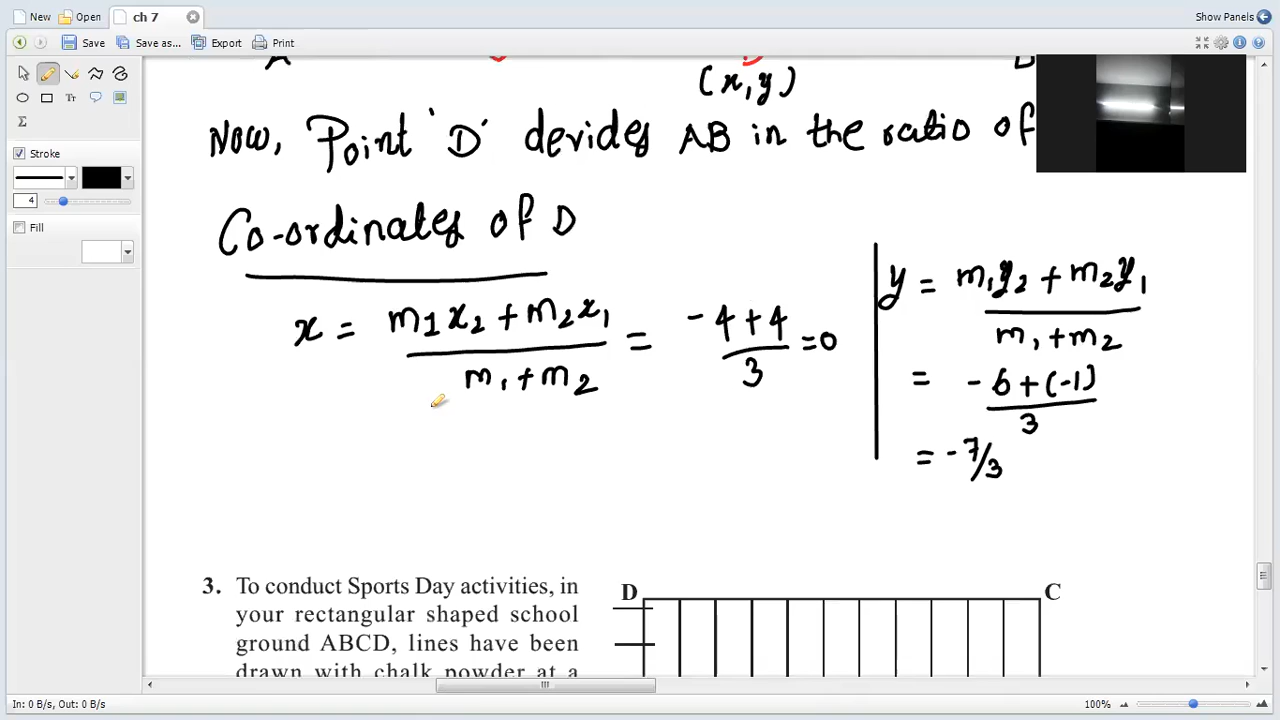 New Open ch 7 Show Panels
Save Save as... Export Print
Tr
Σ
Stroke
4
Fill
A
(x, y)
Now, Point 'D' devides AB in the ratio of
Co-ordinates of D
x = m1x2 + m2x1 / m1 + m2 = -4+4 / 3 = 0
y = m1y2 + m2y1 / m1 + m2
= -6+(-1) / 3
= -7/3
3. To conduct Sports Day activities, in
your rectangular shaped school
ground ABCD, lines have been
drawn with chalk powder at a
D C
In: 0 B/s, Out: 0 B/s 100%